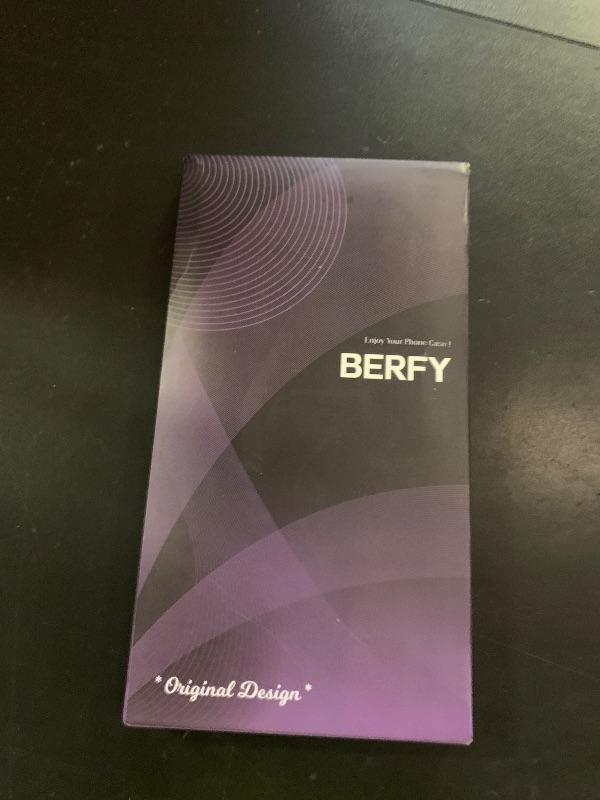 Enjoy Your Phone Case !
BERFY
* Original Design *